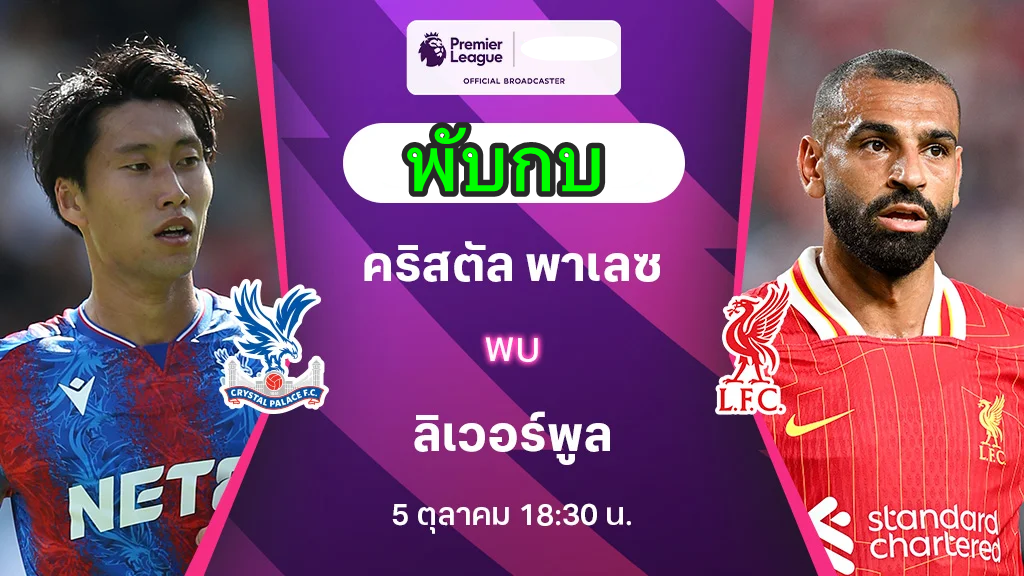 Premier League
OFFICIAL BROADCASTER
พับกบ
คริสตัล พาเลซ
CRYSTAL PALACE F.C.
พบ
L.F.C.
ลิเวอร์พูล
5 ตุลาคม 18:30 น.
NET
L.F.C.
standard
chartered